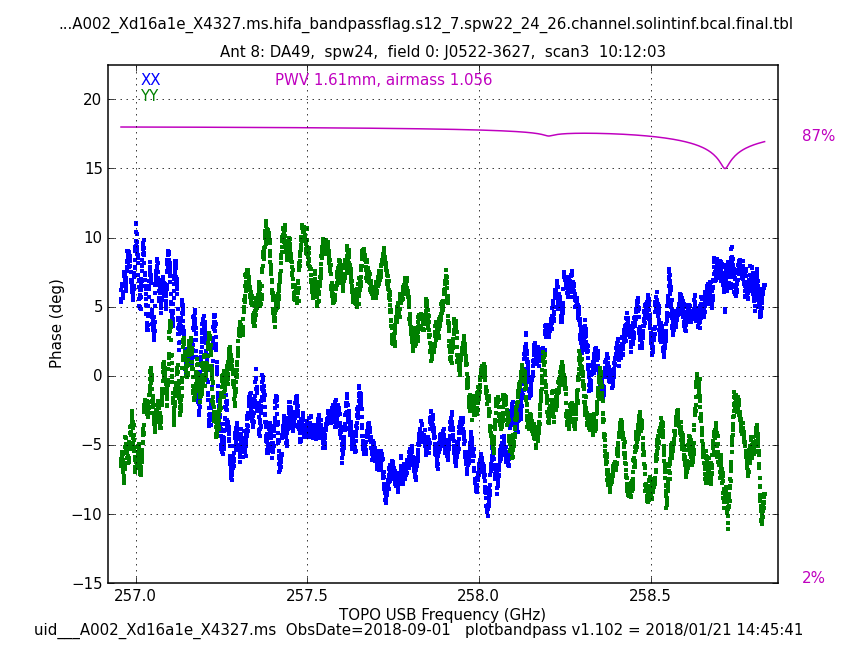 ...A002_Xd16a1e_X4327.ms.hifa_bandpassflag.s12_7.spw22_24_26.channel.solintinf.bcal.final.tbl
Ant 8: DA49, spw24, field 0: J0522-3627, scan3 10:12:03
XX
PWV 1.61mm, airmass 1.056
YY
20
87%
15
10
5
0
−5
−10
−15
2%
Phase (deg)
257.0 257.5 258.0 258.5
TOPO USB Frequency (GHz)
uid___A002_Xd16a1e_X4327.ms ObsDate=2018-09-01 plotbandpass v1.102 = 2018/01/21 14:45:41